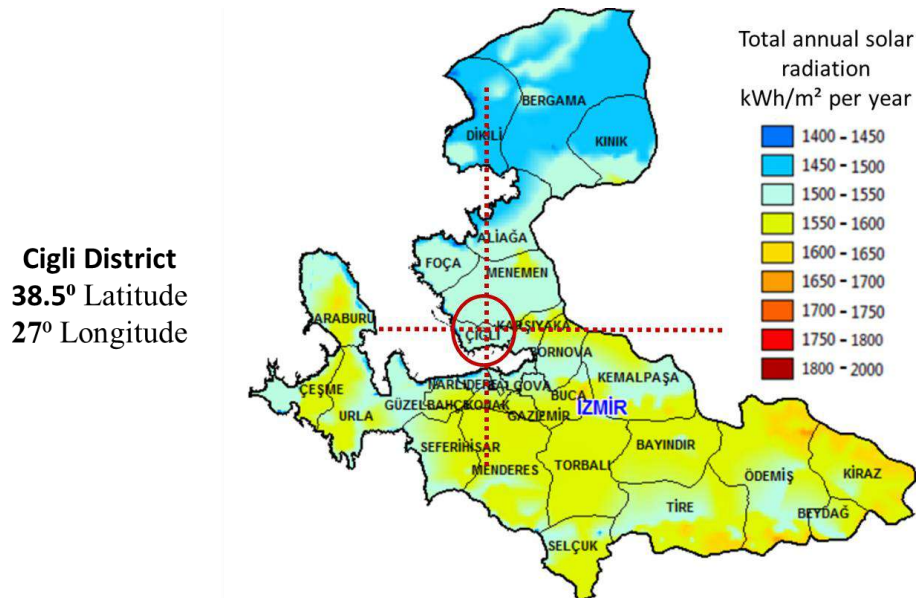 Total annual solar
radiation
kWh/m² per year
1400 - 1450
1450 - 1500
1500 - 1550
1550 - 1600
1600 - 1650
1650 - 1700
1700 - 1750
1750 - 1800
1800 - 2000
Cigli District
38.5⁰ Latitude
27⁰ Longitude
BERGAMA
DİKİLİ
KINIK
ALİAĞA
FOÇA
MENEMEN
ARABURU
KARŞIYAKA
ÇİĞLİ
BORNOVA
ÇEŞME
NARLIDERE
BALÇOVA
KEMALPAŞA
URLA
GÜZELBAHÇE
KONAK
BUCA
İZMİR
GAZİEMİR
SEFERİHİSAR
MENDERES
TORBALI
BAYINDIR
ÖDEMİŞ
KİRAZ
TİRE
BEYDAĞ
SELÇUK